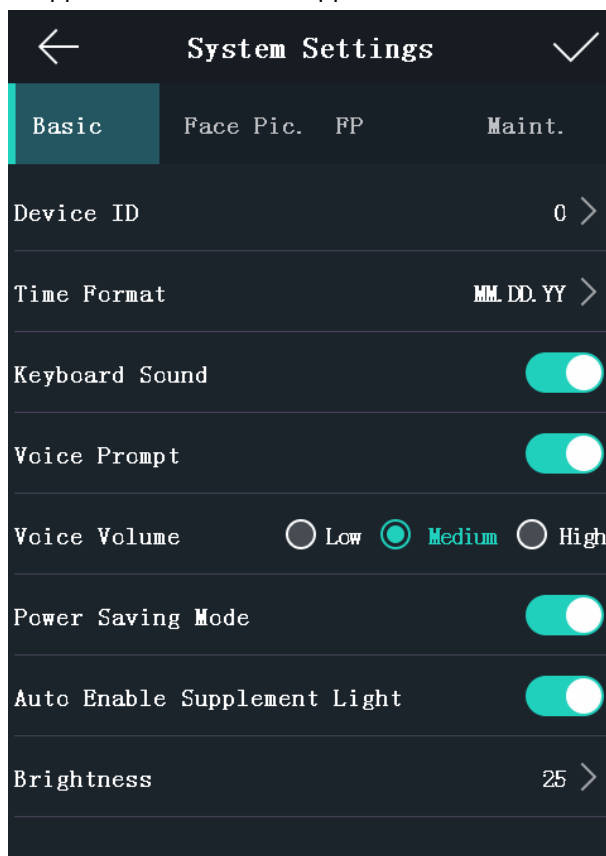 System Settings
Basic Face Pic. FP Maint.
Device ID 0
Time Format MM.DD.YY
Keyboard Sound
Voice Prompt
Voice Volume Low Medium High
Power Saving Mode
Auto Enable Supplement Light
Brightness 25